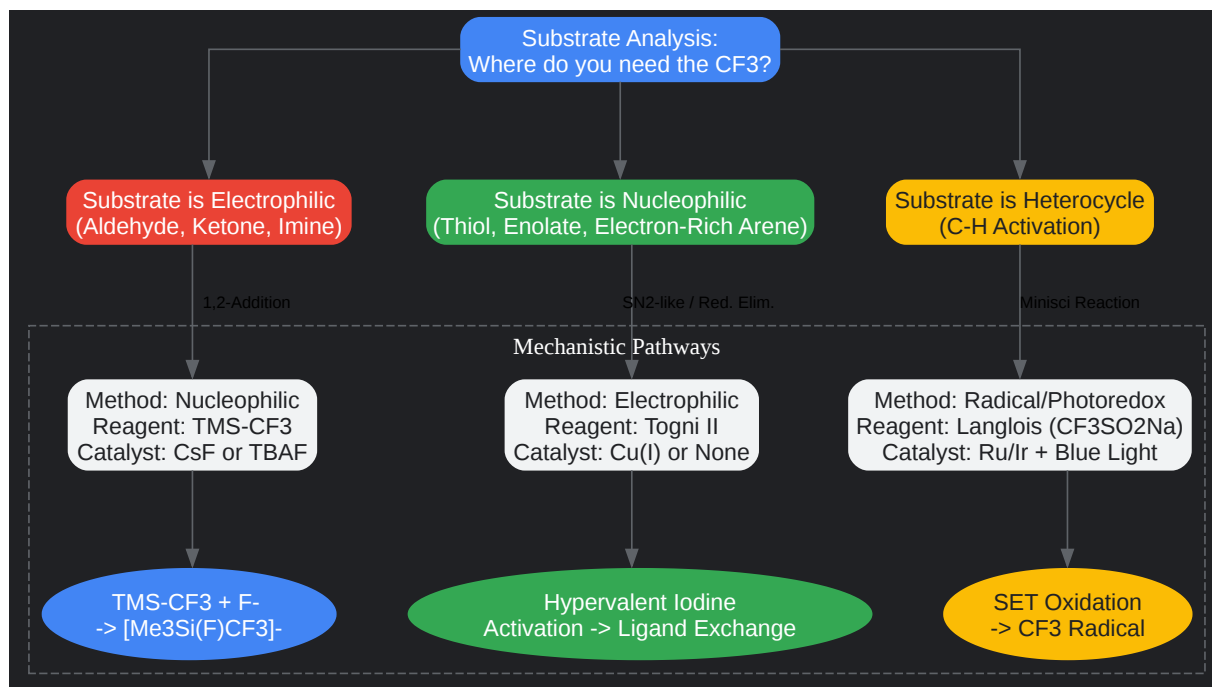 Substrate Analysis:
Where do you need the CF3?
Substrate is Electrophilic
(Aldehyde, Ketone, Imine)
Substrate is Nucleophilic
(Thiol, Enolate, Electron-Rich Arene)
Substrate is Heterocycle
(C-H Activation)
1,2-Addition
SN2-like / Red. Elim.
Minisci Reaction
Mechanistic Pathways
Method: Nucleophilic
Reagent: TMS-CF3
Catalyst: CsF or TBAF
Method: Electrophilic
Reagent: Togni II
Catalyst: Cu(I) or None
Method: Radical/Photoredox
Reagent: Langlois (CF3SO2Na)
Catalyst: Ru/Ir + Blue Light
TMS-CF3 + F-
-> [Me3Si(F)CF3]-
Hypervalent Iodine
Activation -> Ligand Exchange
SET Oxidation
-> CF3 Radical